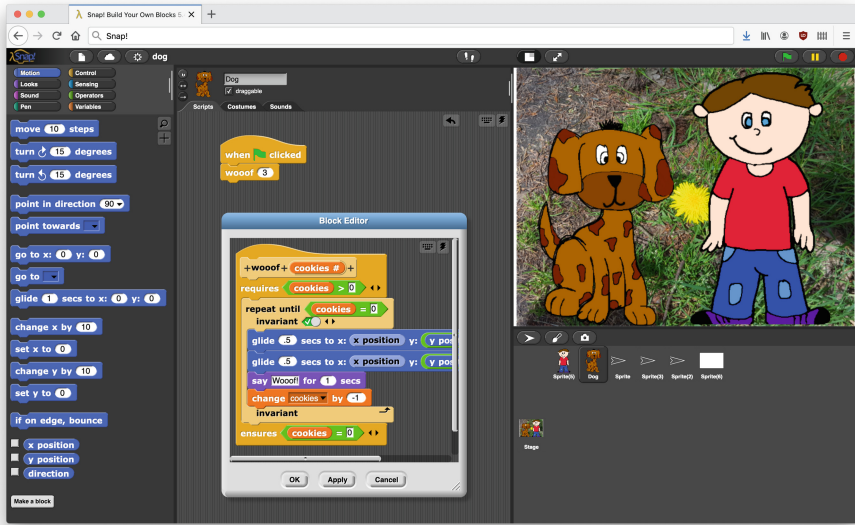 Snap! Build Your Own Blocks 5.
Snap!
Snap!
dog
Motion Control
Looks Sensing
Sound Operators
Pen Variables
move 10 steps
turn 15 degrees
turn 15 degrees
point in direction 90
point towards
go to x: 0 y: 0
go to
glide 1 secs to x: 0 y: 0
change x by 10
set x to 0
change y by 10
set y to 0
if on edge, bounce
x position
y position
direction
Make a block
Dog
draggable
Scripts Costumes Sounds
when clicked
wooof 3
Block Editor
+wooof+ cookies # +
requires cookies > 0
repeat until cookies = 0
invariant
glide .5 secs to x: x position y: y pos
glide .5 secs to x: x position y: y pos
say Wooof! for 1 secs
change cookies by -1
invariant
ensures cookies = 0
OK Apply Cancel
Sprite(5) Dog Sprite Sprite(3) Sprite(2) Sprite(6)
Stage